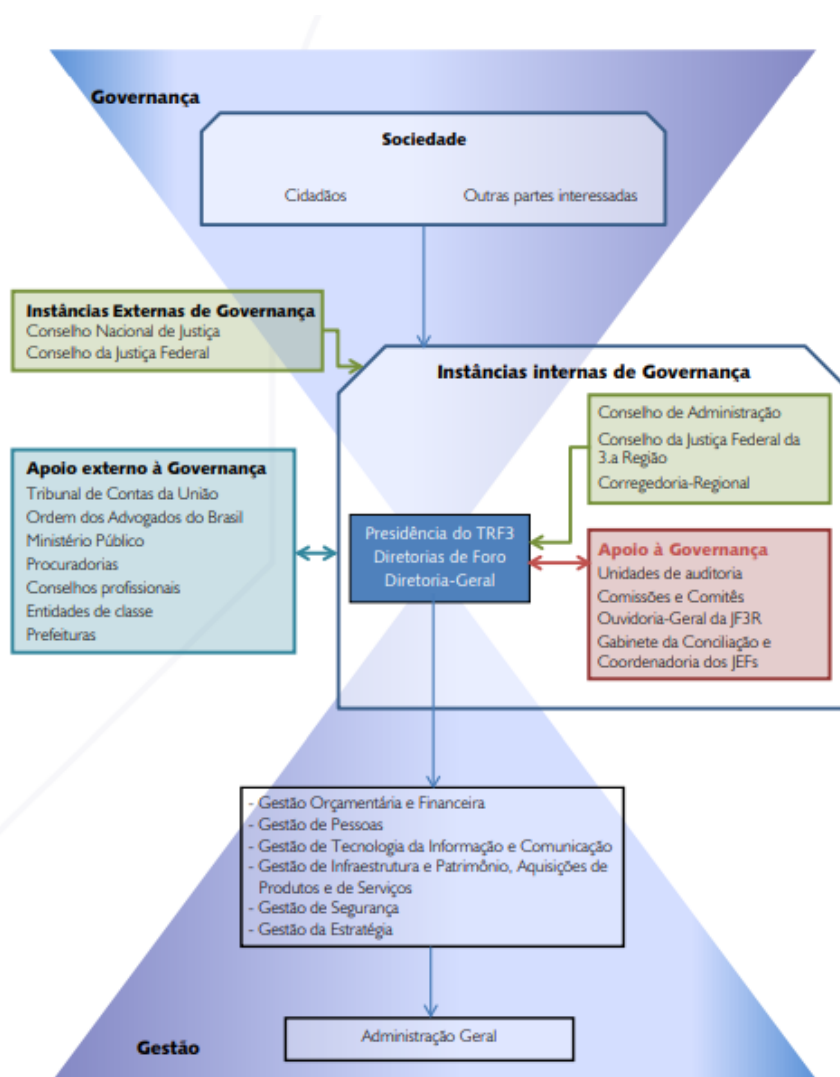 Governança
Sociedade
Cidadãos
Outras partes interessadas
Instâncias Externas de Governança
Conselho Nacional de Justiça
Conselho da Justiça Federal
Instâncias internas de Governança
Conselho de Administração
Conselho da Justiça Federal da
3.a Região
Corregedoria-Regional
Apoio externo à Governança
Tribunal de Contas da União
Ordem dos Advogados do Brasil
Ministério Público
Procuradorias
Conselhos profissionais
Entidades de classe
Prefeituras
Presidência do TRF3
Diretorias de Foro
Diretoria-Geral
Apoio à Governança
Unidades de auditoria
Comissões e Comitês
Ouvidoria-Geral da JF3R
Gabinete da Conciliação e
Coordenadoria dos JEFs
- Gestão Orçamentária e Financeira
- Gestão de Pessoas
- Gestão de Tecnologia da Informação e Comunicação
- Gestão de Infraestrutura e Patrimônio, Aquisições de
Produtos e de Serviços
- Gestão de Segurança
- Gestão da Estratégia
Administração Geral
Gestão